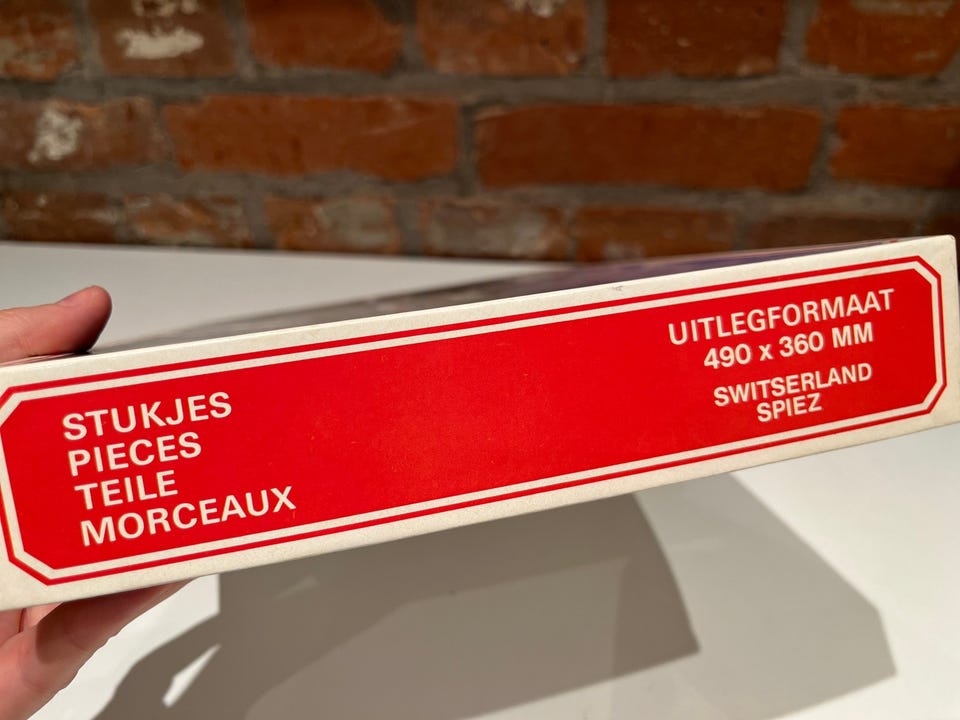 STUKJES
PIECES
TEILE
MORCEAUX
UITLEGFORMAAT
490 x 360 MM
SWITSERLAND
SPIEZ